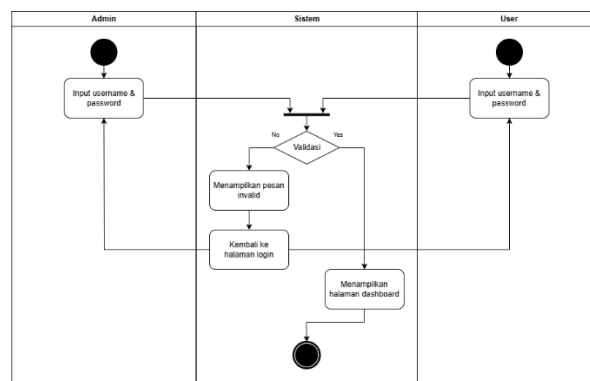 Admin
Sistem
User
Input username &
password
Input username &
password
No
Yes
Validasi
Menampilkan pesan
invalid
Kembali ke
halaman login
Menampilkan
halaman dashboard